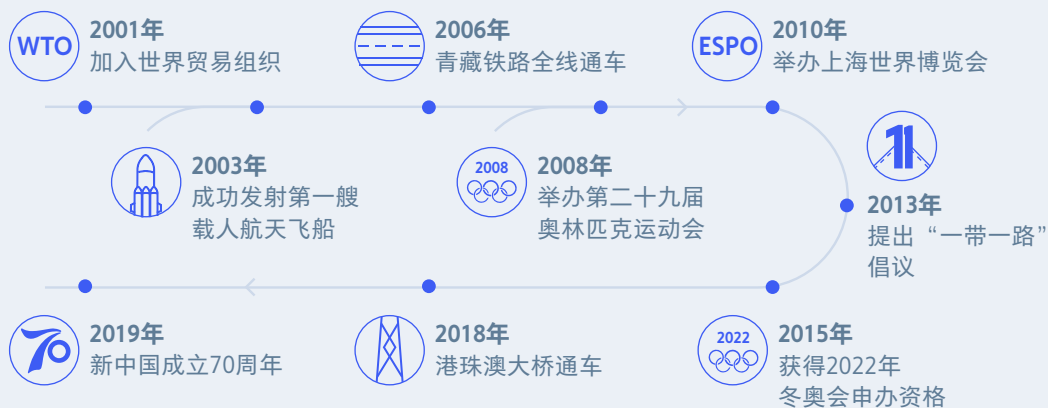 WTO
2001年
加入世界贸易组织
2006年
青藏铁路全线通车
ESPO
2010年
举办上海世界博览会
2003年
成功发射第一艘
载人航天飞船
2008
2008年
举办第二十九届
奥林匹克运动会
11
2013年
提出“一带一路”
倡议
70
2019年
新中国成立70周年
2018年
港珠澳大桥通车
2022
2015年
获得2022年
冬奥会申办资格